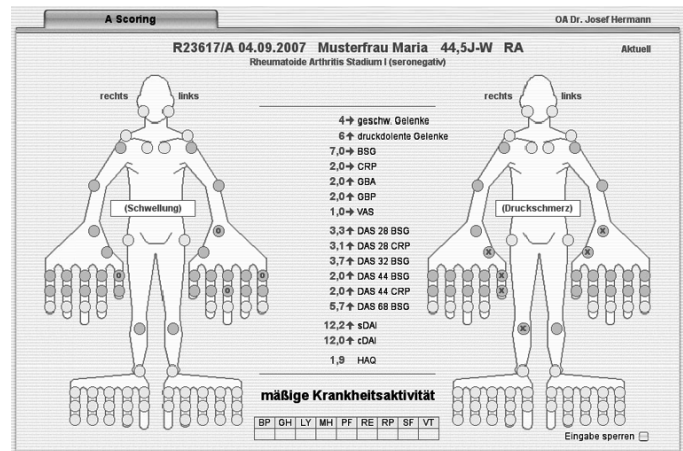 A Scoring
OA Dr. Josef Hermann
R23617/A 04.09.2007 Musterfrau Maria 44,5J-W RA
Aktuell
Rheumatoide Arthritis Stadium I (seronegativ)
rechts links
rechts links
4→ geschw. Gelenke
6↑ druckdolente Gelenke
7,0→ BSG
2,0→ CRP
2,0↑ GBA
2,0↑ GBP
1,0→ VAS
(Schwellung)
(Druckschmerz)
3,3↑ DAS 28 BSG
3,1↑ DAS 28 CRP
3,7↑ DAS 32 BSG
2,0↑ DAS 44 BSG
2,0↑ DAS 44 CRP
5,7↑ DAS 68 BSG
12,2↑ sDAI
12,0↑ cDAI
1,9 HAQ
mäßige Krankheitsaktivität
BP GH LY MH PF RE RP SF VT
Eingabe sperren